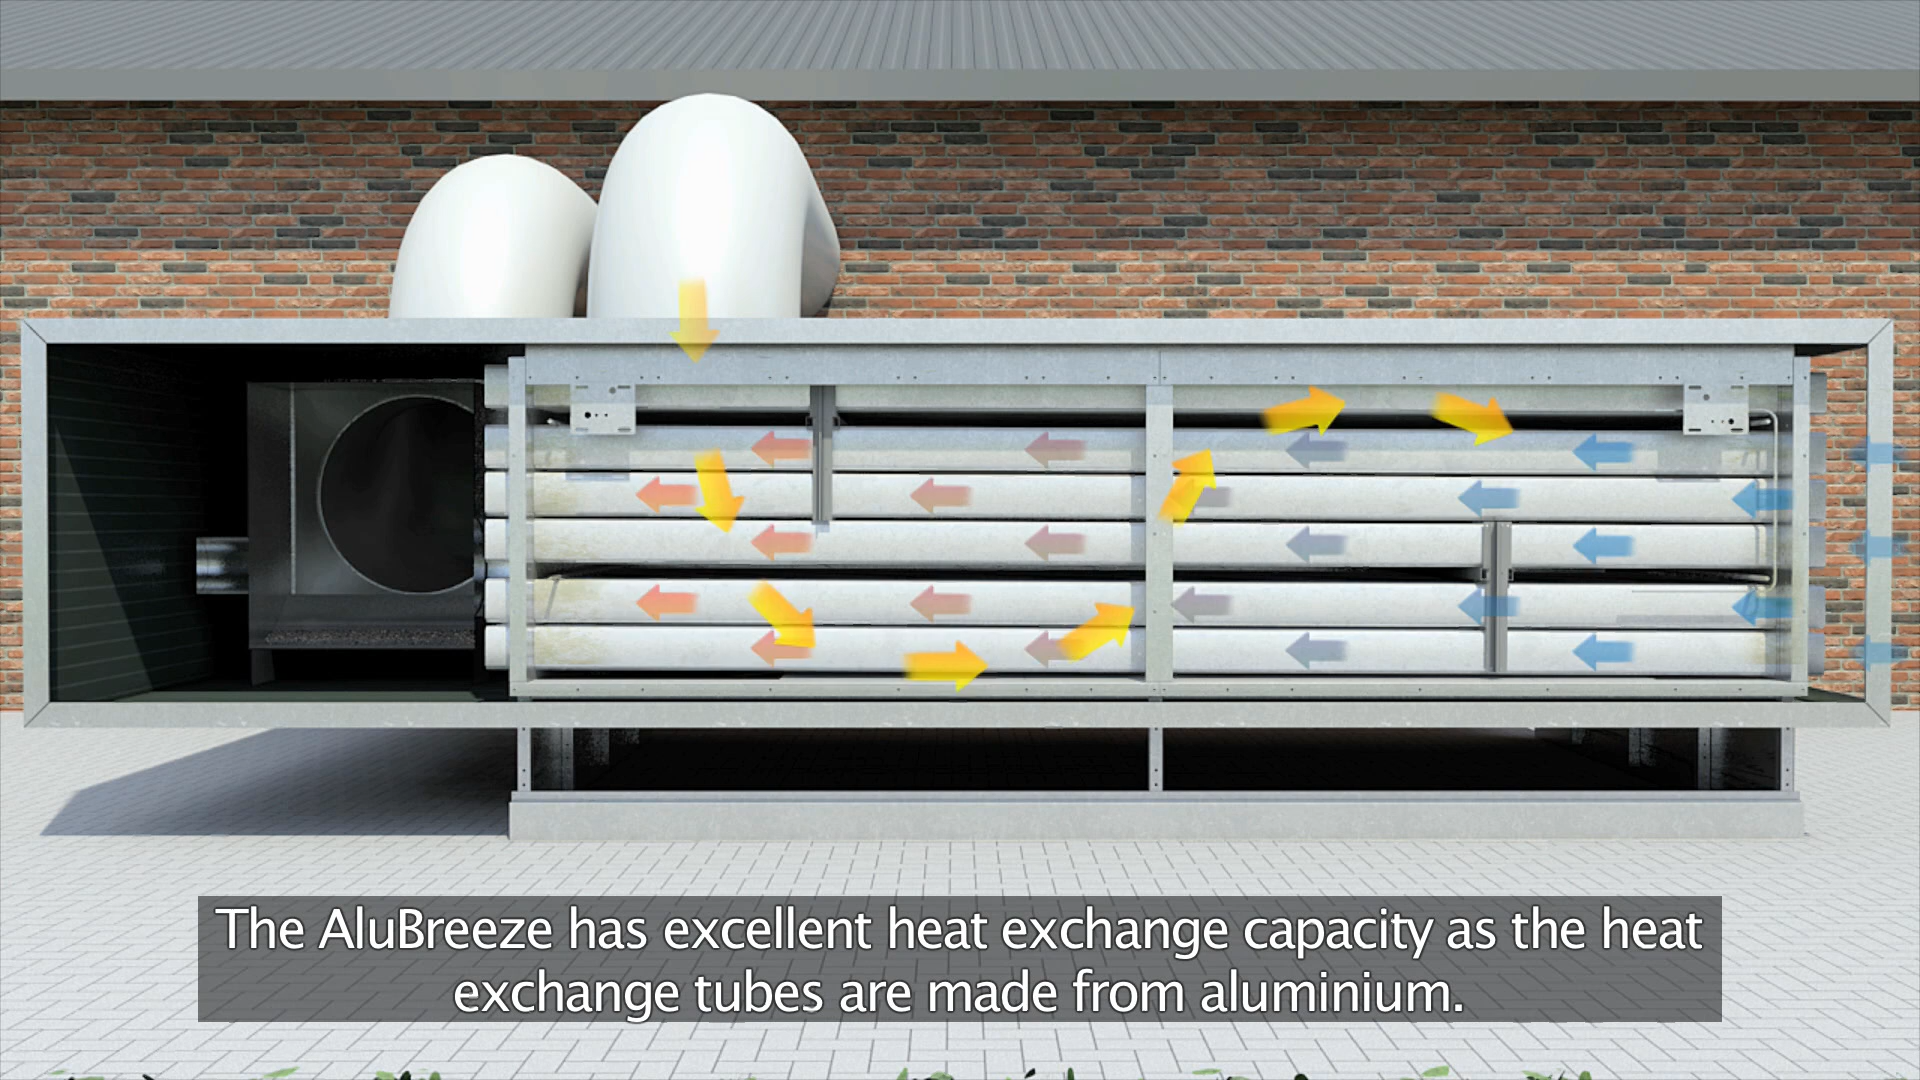 The AluBreeze has excellent heat exchange capacity as the heat
exchange tubes are made from aluminium.